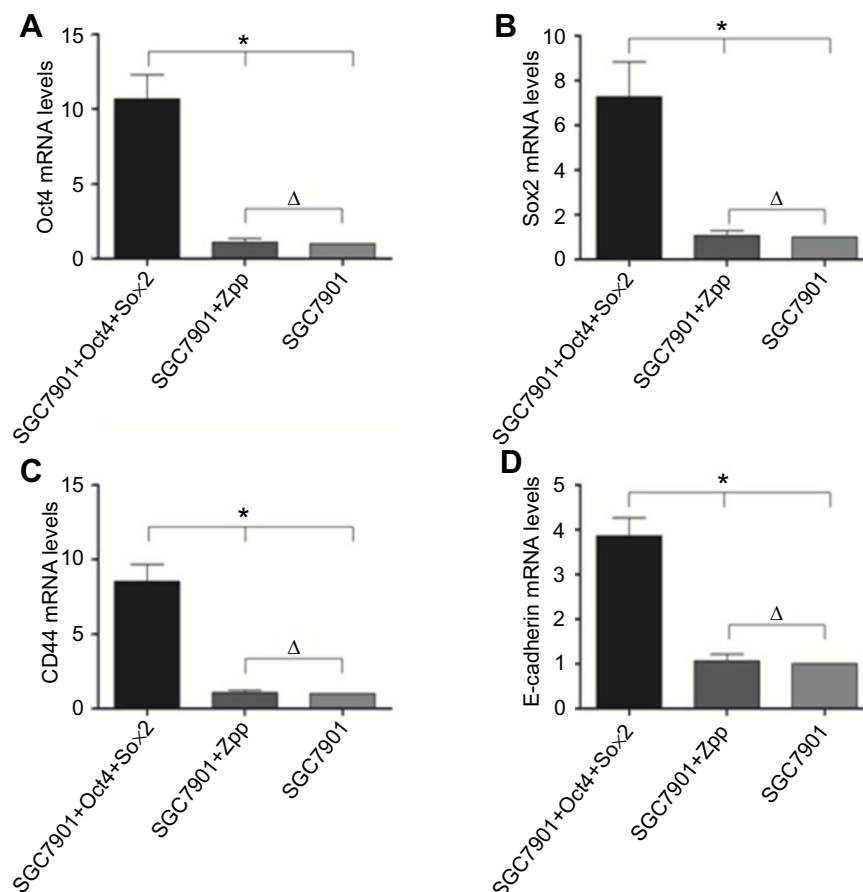 A
Oct4 mRNA levels
15
10
5
0
*
Δ
SGC7901+Oct4+Sox2
SGC7901+Zpp
SGC7901
B
Sox2 mRNA levels
10
8
6
4
2
0
*
Δ
SGC7901+Oct4+Sox2
SGC7901+Zpp
SGC7901
C
CD44 mRNA levels
15
10
5
0
*
Δ
SGC7901+Oct4+Sox2
SGC7901+Zpp
SGC7901
D
E-cadherin mRNA levels
5
4
3
2
1
0
*
Δ
SGC7901+Oct4+Sox2
SGC7901+Zpp
SGC7901